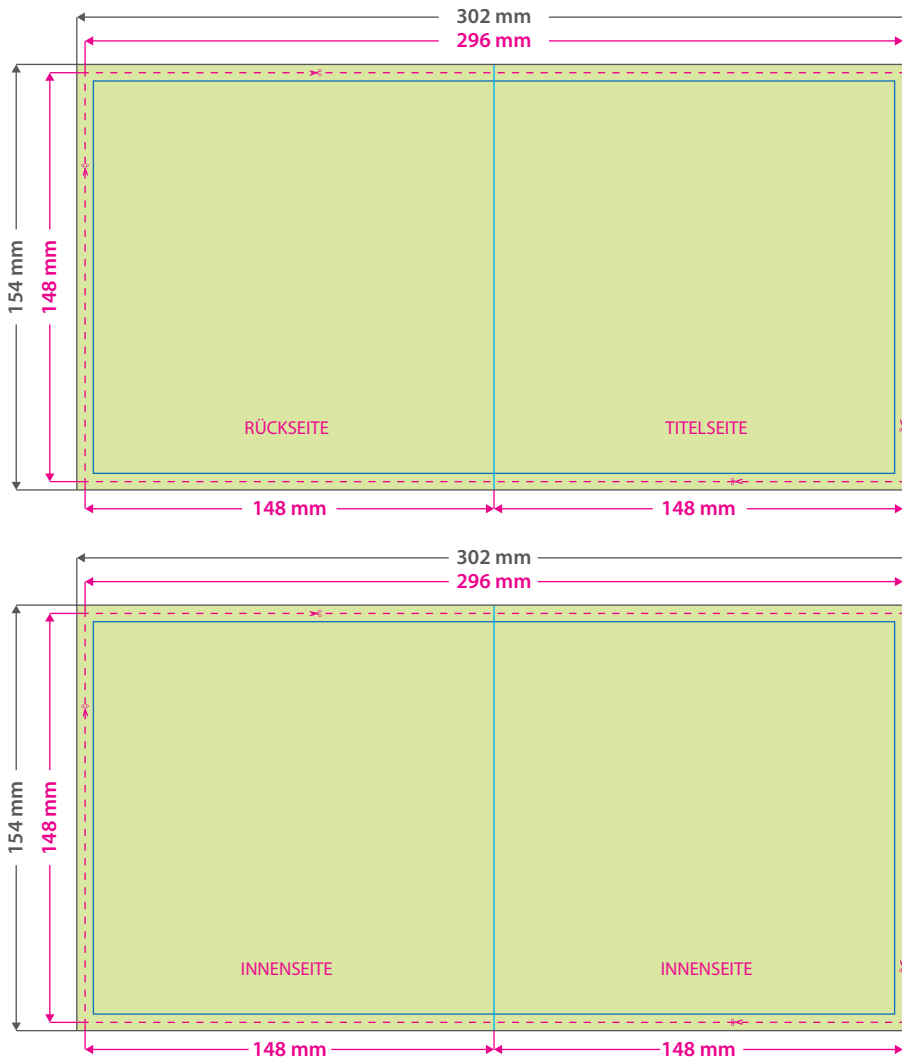 302 mm
296 mm
154 mm
148 mm
RÜCKSEITE
TITELSEITE
148 mm
148 mm
302 mm
296 mm
154 mm
148 mm
INNENSEITE
INNENSEITE
148 mm
148 mm